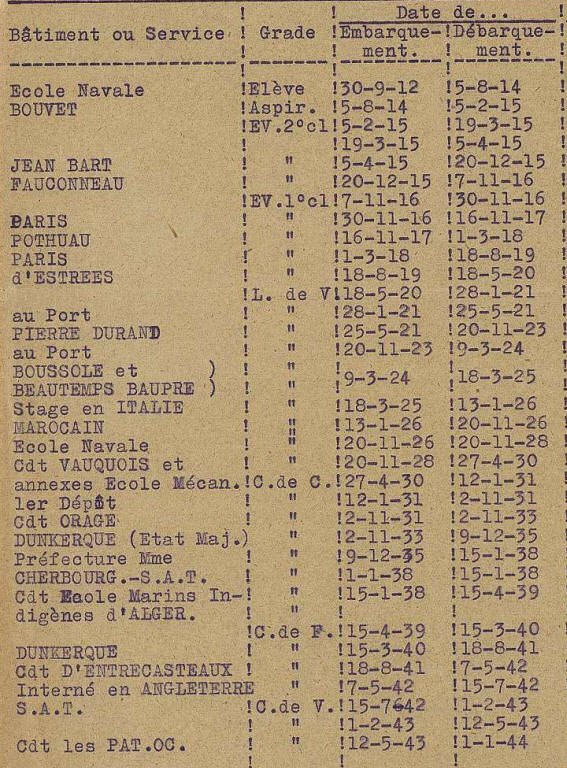 ! ! Date de... !
Bâtiment ou Service ! Grade !Embarque-!Débarque-!
! ! ment. ! ment. !
! ! ! !
Ecole Navale !Elève !30-9-12 !5-8-14 !
BOUVET !Aspir. !5-8-14 !5-2-15 !
!EV.2°cl!5-2-15 !19-3-15 !
! !19-3-15 !5-4-15 !
JEAN BART ! " !5-4-15 !20-12-15 !
FAUCONNEAU ! " !20-12-15 !7-11-16 !
!EV.1°cl!7-11-16 !30-11-16 !
PARIS ! " !30-11-16 !16-11-17 !
POTHUAU ! " !16-11-17 !1-3-18 !
PARIS ! " !1-3-18 !18-8-19 !
d'ESTREES ! " !18-8-19 !18-5-20 !
!L. de V!18-5-20 !28-1-21 !
au Port ! " !28-1-21 !25-5-21 !
PIERRE DURAND ! " !25-5-21 !20-11-23 !
au Port ! " !20-11-23 !9-3-24 !
BOUSSOLE et ) ! " ! ! !
BEAUTEMPS BAUPRE ) ! " !9-3-24 !18-3-25 !
Stage en ITALIE ! " !18-3-25 !13-1-26 !
MAROCAIN ! " !13-1-26 !20-11-26 !
Ecole Navale ! " !20-11-26 !20-11-28 !
Cdt VAUQUOIS et ! " !20-11-28 !27-4-30 !
annexes Ecole Mécan.!C.de C.!27-4-30 !12-1-31 !
1er Dépôt ! " !12-1-31 !2-11-31 !
Cdt ORAGE ! " !2-11-31 !2-11-33 !
DUNKERQUE (Etat Maj.) " !2-11-33 !9-12-35 !
Préfecture Mme ! " !9-12-35 !15-1-38 !
CHERBOURG.-S.A.T. ! " !1-1-38 !15-1-38 !
Cdt Eaole Marins In-! " !15-1-38 !15-4-39 !
digènes d'ALGER. ! " ! ! !
!C.de F.!15-4-39 !15-3-40 !
DUNKERQUE ! " !15-3-40 !18-8-41 !
Cdt D'ENTRECASTEAUX ! " !18-8-41 !7-5-42 !
Interné en ANGLETERRE " !7-5-42 !15-7-42 !
S.A.T. !C.de V.!15-7642 !1-2-43 !
! " !1-2-43 !12-5-43 !
Cdt les PAT.OC. ! " !12-5-43 !1-1-44 !
! ! ! !